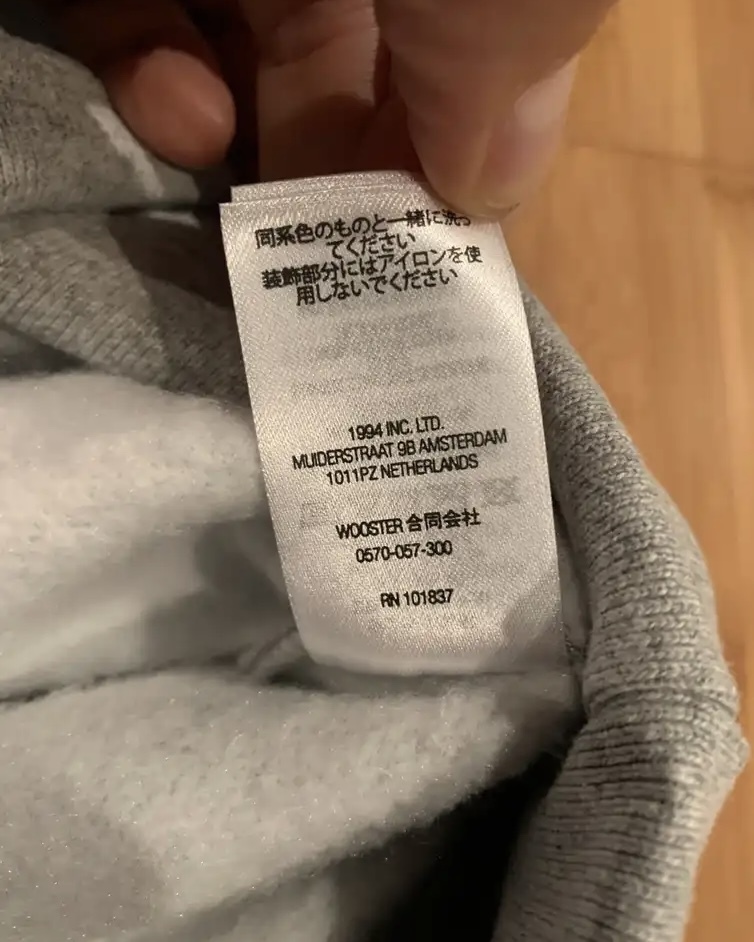 同系色のものと一緒に洗っ
てください
装飾部分にはアイロンを使
用しないでください
1994 INC. LTD.
MUIDERSTRAAT 9B AMSTERDAM
1011PZ NETHERLANDS
WOOSTER 合同会社
0570-057-300
RN 101837